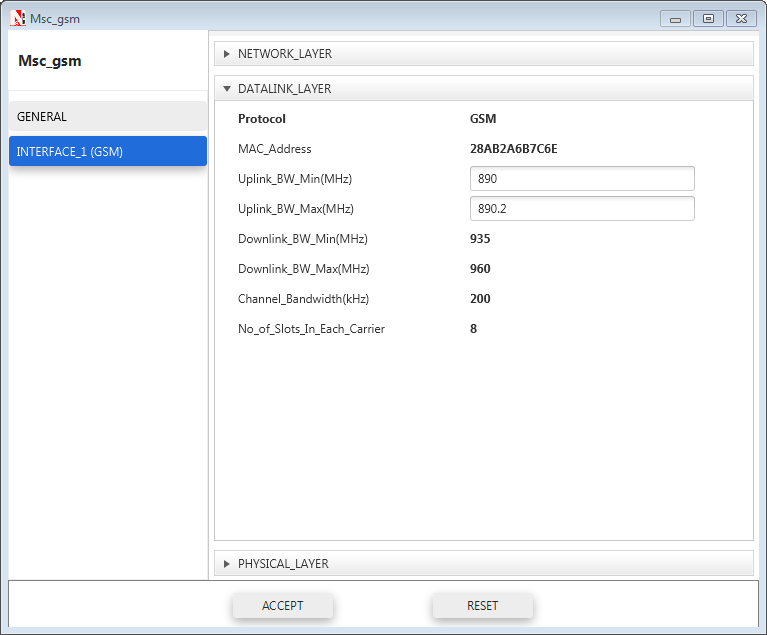 Msc_gsm
Msc_gsm
GENERAL
INTERFACE_1 (GSM)
NETWORK_LAYER
DATALINK_LAYER
Protocol GSM
MAC_Address 28AB2A6B7C6E
Uplink_BW_Min(MHz) 890
Uplink_BW_Max(MHz) 890.2
Downlink_BW_Min(MHz) 935
Downlink_BW_Max(MHz) 960
Channel_Bandwidth(kHz) 200
No_of_Slots_In_Each_Carrier 8
PHYSICAL_LAYER
ACCEPT RESET